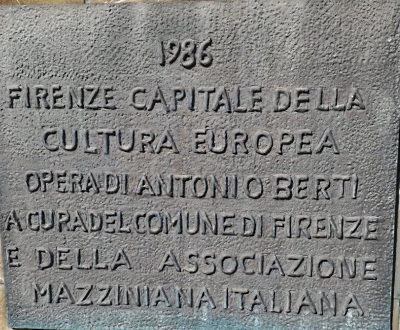 1986
FIRENZE CAPITALE DELLA
CULTURA EUROPEA
OPERA DI ANTONIO BERTI
A CURA DEL COMUNE DI FIRENZE
E DELLA ASSOCIAZIONE
MAZZINIANA ITALIANA